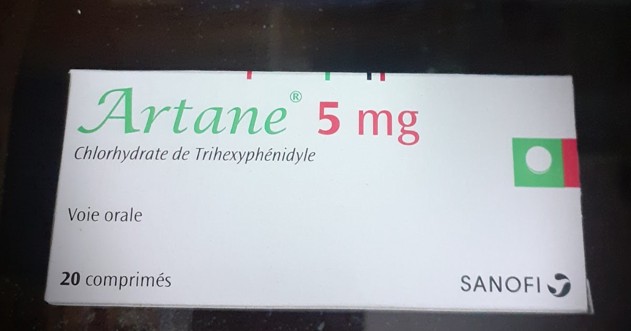 Artane® 5 mg
Chlorhydrate de Trihexyphénidyle
Voie orale
20 comprimés
SANOFI